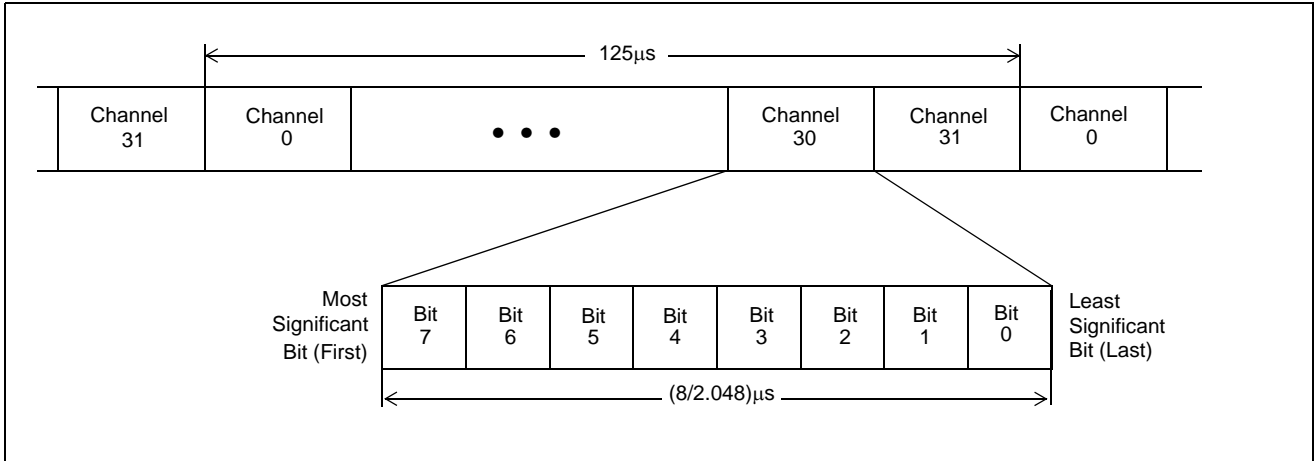 125μs
Channel
31
Channel
0
• • •
Channel
30
Channel
31
Channel
0
Most
Significant
Bit (First)
Bit
7
Bit
6
Bit
5
Bit
4
Bit
3
Bit
2
Bit
1
Bit
0
Least
Significant
Bit (Last)
(8/2.048)μs